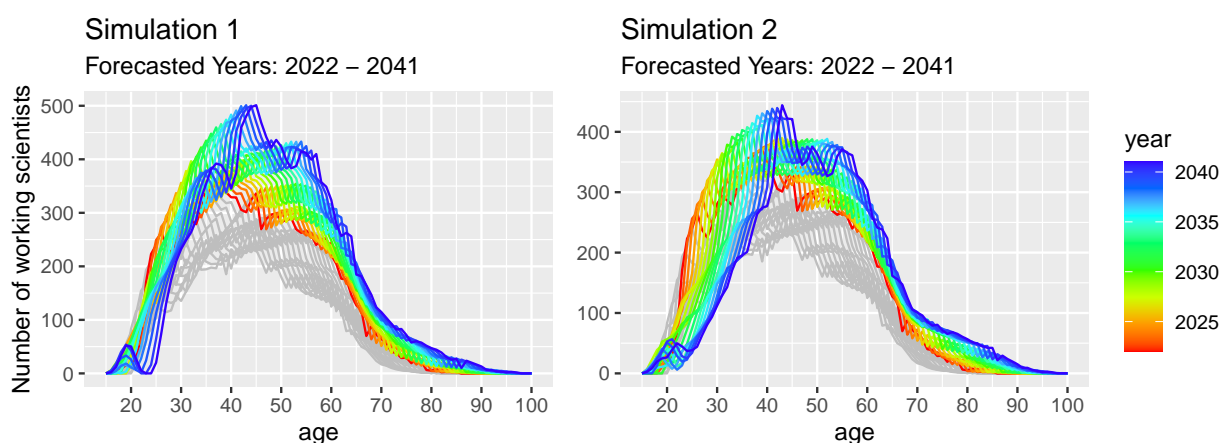 Simulation 1
Forecasted Years: 2022 − 2041
Number of working scientists
500
400
300
200
100
0
20 30 40 50 60 70 80 90 100
age
Simulation 2
Forecasted Years: 2022 − 2041
400
300
200
100
0
20 30 40 50 60 70 80 90 100
age
year
2040
2035
2030
2025